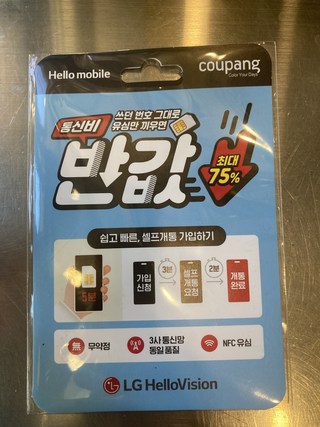 Hello mobile
coupang
Color Your Days
쓰던 번호 그대로
유심만 끼우면
통신비
반값
최대
75%
쉽고 빠른, 셀프개통 가입하기
5분
가입
신청
3분
셀프
개통
요청
2분
개통
완료
無 무약정
3사 통신망
동일 품질
NFC 유심
LG HelloVision